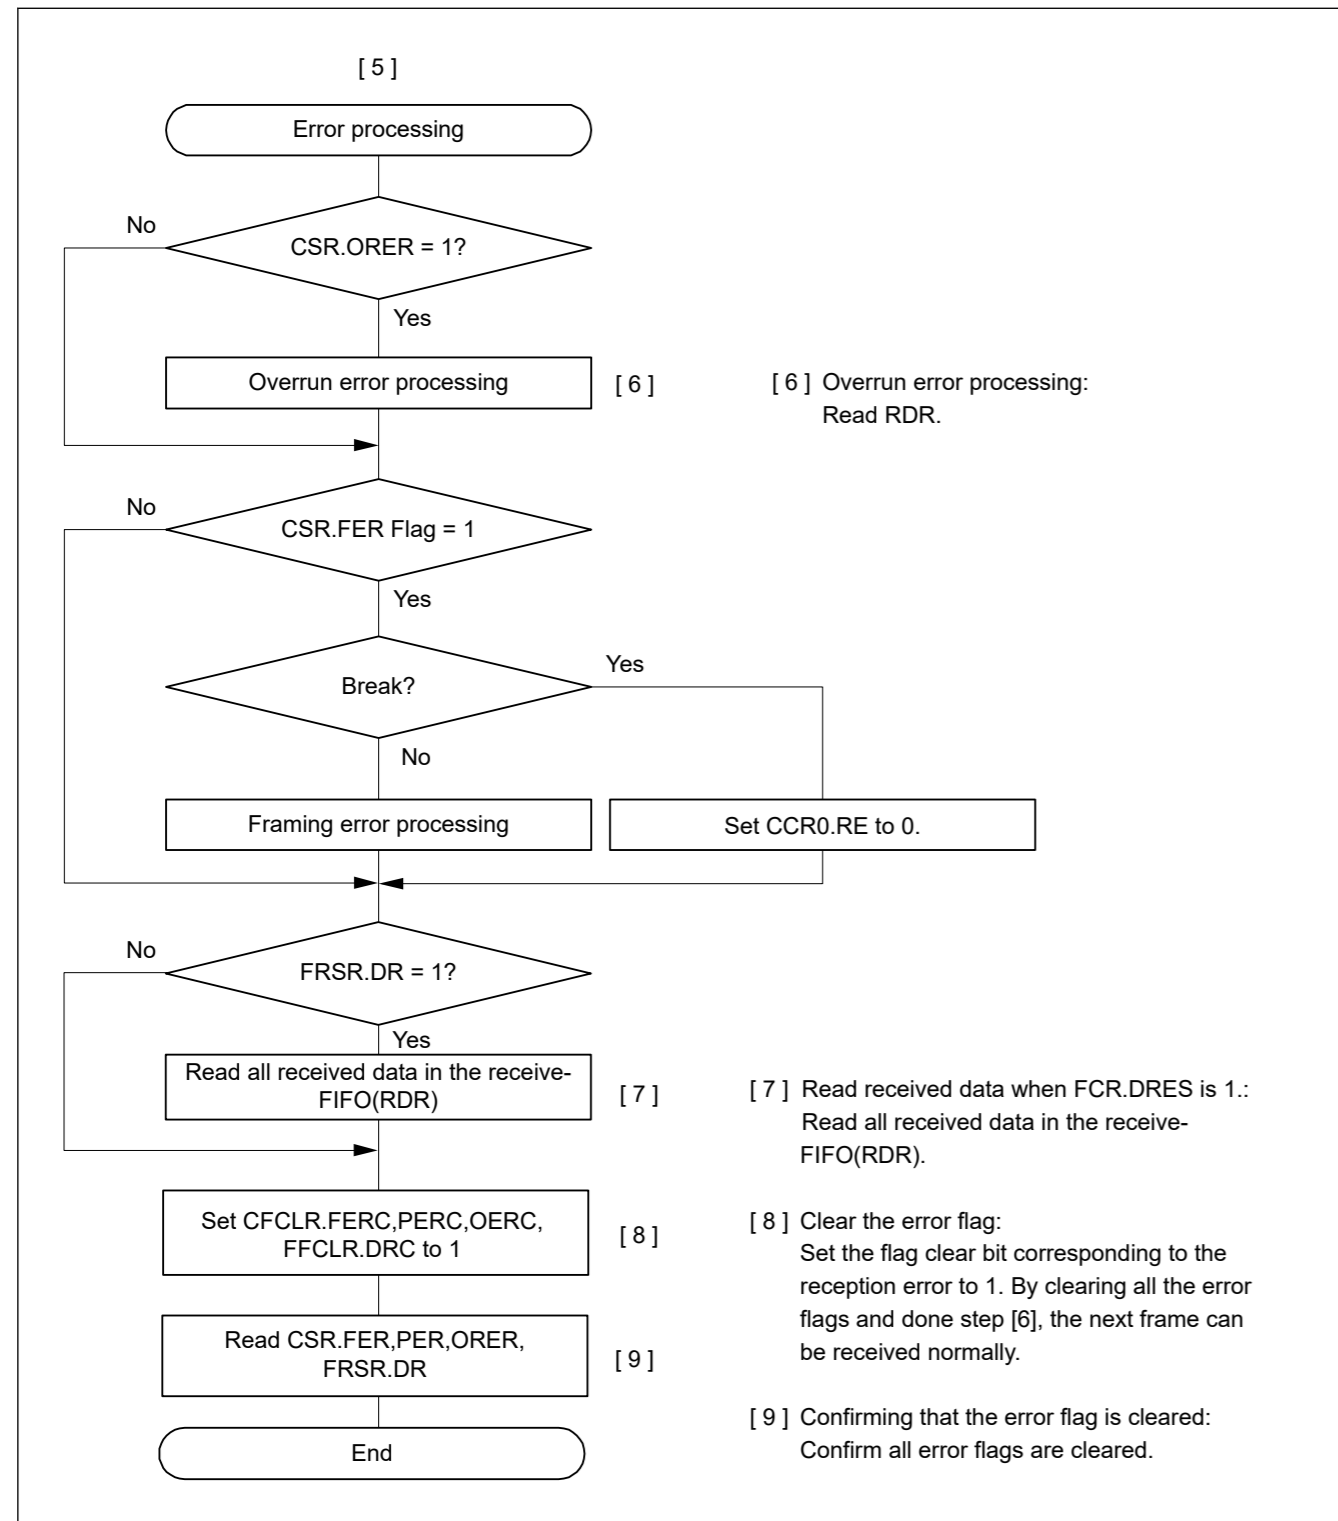 [ 5 ]
Error processing
No
CSR.ORER = 1?
Yes
Overrun error processing
[ 6 ]
[ 6 ] Overrun error processing:
Read RDR.
No
CSR.FER Flag = 1
Yes
Break?
Yes
No
Framing error processing
Set CCR0.RE to 0.
No
FRSR.DR = 1?
Yes
Read all received data in the receive-
FIFO(RDR)
[ 7 ]
[ 7 ] Read received data when FCR.DRES is 1.:
Read all received data in the receive-
FIFO(RDR).
Set CFCLR.FERC,PERC,OERC,
FFCLR.DRC to 1
[ 8 ]
[ 8 ] Clear the error flag:
Set the flag clear bit corresponding to the
reception error to 1. By clearing all the error
flags and done step [6], the next frame can
be received normally.
Read CSR.FER,PER,ORER,
FRSR.DR
[ 9 ]
[ 9 ] Confirming that the error flag is cleared:
Confirm all error flags are cleared.
End